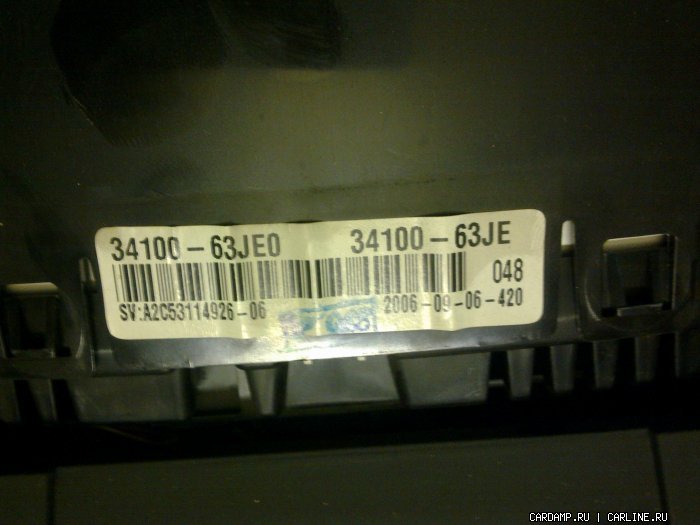 34100-63JE0 34100-63JE
048
SV:A2C53114926-06 2006-09-06-420
CARDAMP.RU | CARLINE.RU